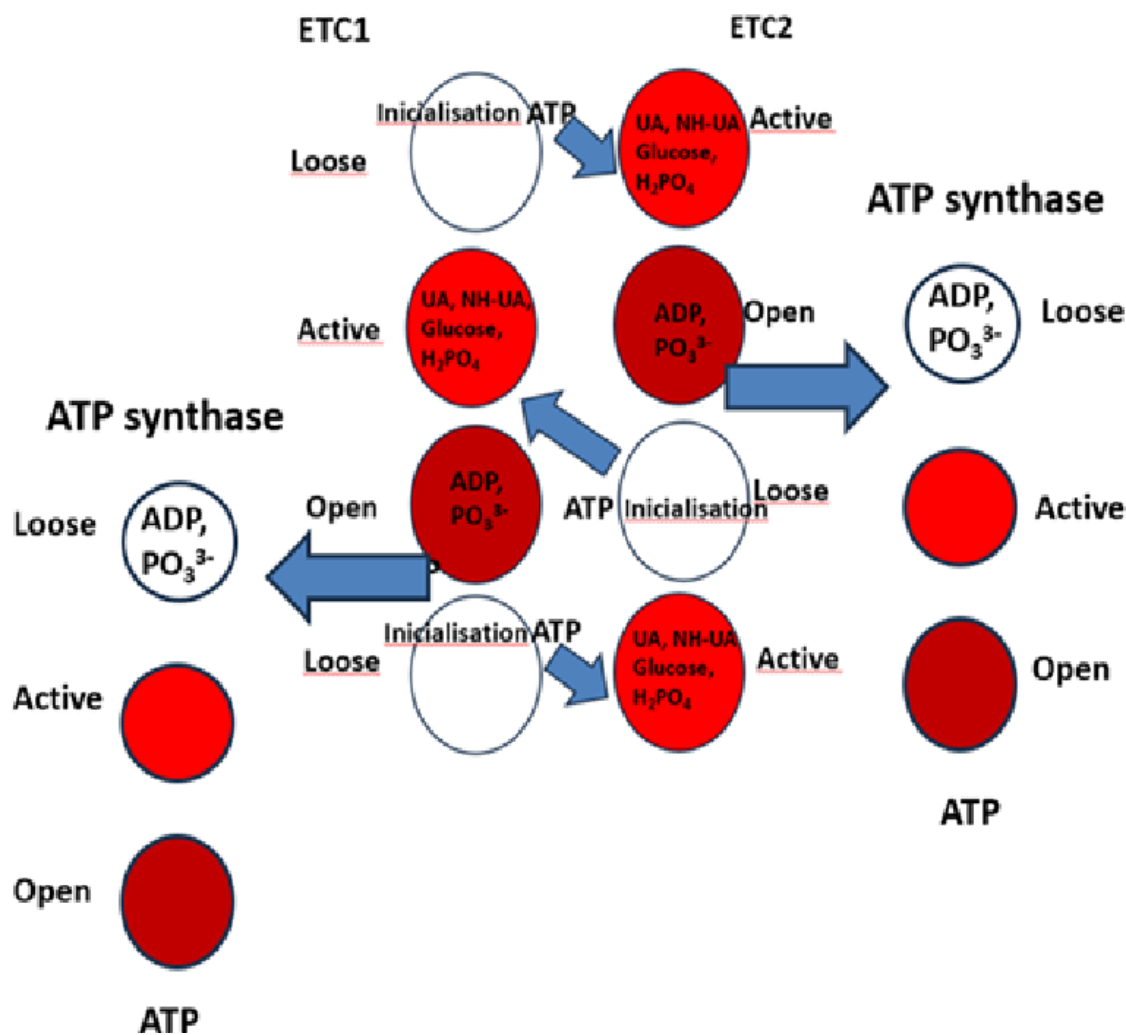 ETC1
ETC2
Inicialisation ATP
Loose
UA, NH-UA
Glucose,
H₂PO₄
Active
ATP synthase
UA, NH-UA,
Glucose,
H₂PO₄
Active
ADP,
PO₃³⁻
Open
ADP,
PO₃³⁻
Loose
ATP synthase
ADP,
PO₃³⁻
Open
ATP Inicialisation
Loose
Active
Loose
ADP,
PO₃³⁻
Inicialisation ATP
Loose
UA, NH-UA
Glucose,
H₂PO₄
Active
Open
Active
ATP
Open
ATP